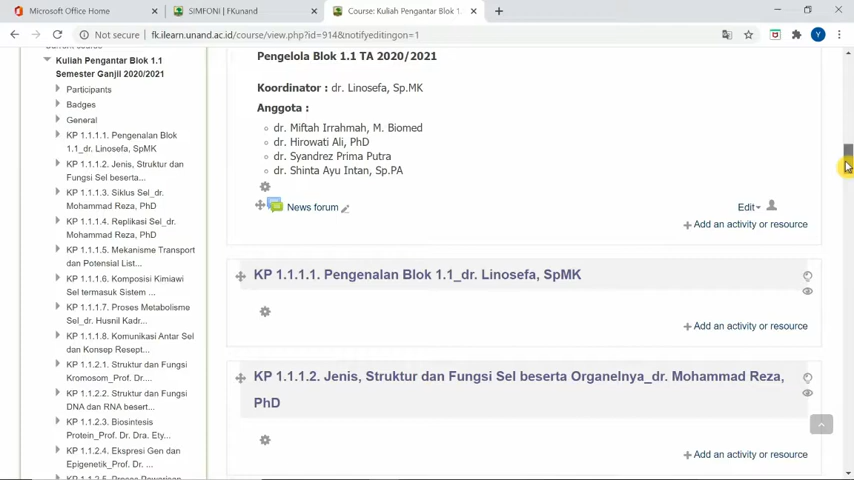 Microsoft Office Home
SIMFONI | FKunand
Course: Kuliah Pengantar Blok 1.
Not secure
fk.ilearn.unand.ac.id/course/view.php?id=914&notifyeditingon=1
Y
Kuliah Pengantar Blok 1.1
Semester Ganjil 2020/2021
Participants
Badges
General
KP 1.1.1.1. Pengenalan Blok
1.1_dr. Linosefa, SpMK
KP 1.1.1.2. Jenis, Struktur dan
Fungsi Sel beserta...
KP 1.1.1.3. Siklus Sel_dr.
Mohammad Reza, PhD
KP 1.1.1.4. Replikasi Sel_dr.
Mohammad Reza, PhD
KP 1.1.1.5. Mekanisme Transport
dan Potensial List...
KP 1.1.1.6. Komposisi Kimiawi
Sel termasuk Sistem ...
KP 1.1.1.7. Proses Metabolisme
Sel_dr. Husnil Kadr...
KP 1.1.1.8. Komunikasi Antar Sel
dan Konsep Resept...
KP 1.1.2.1. Struktur dan Fungsi
Kromosom_Prof. Dr....
KP 1.1.2.2. Struktur dan Fungsi
DNA dan RNA besert...
KP 1.1.2.3. Biosintesis
Protein_Prof. Dr. Dra. Ety...
KP 1.1.2.4. Ekspresi Gen dan
Epigenetik_Prof. Dr. ...
Pengelola Blok 1.1 TA 2020/2021
Koordinator : dr. Linosefa, Sp.MK
Anggota :
dr. Miftah Irrahmah, M. Biomed
dr. Hirowati Ali, PhD
dr. Syandrez Prima Putra
dr. Shinta Ayu Intan, Sp.PA
News forum
Edit
Add an activity or resource
KP 1.1.1.1. Pengenalan Blok 1.1_dr. Linosefa, SpMK
Add an activity or resource
KP 1.1.1.2. Jenis, Struktur dan Fungsi Sel beserta Organelnya_dr. Mohammad Reza,
PhD
Add an activity or resource